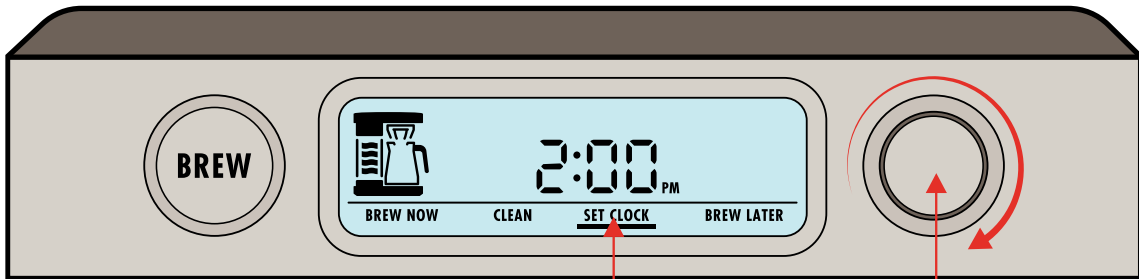 BREW
2:00 PM
BREW NOW CLEAN SET CLOCK BREW LATER